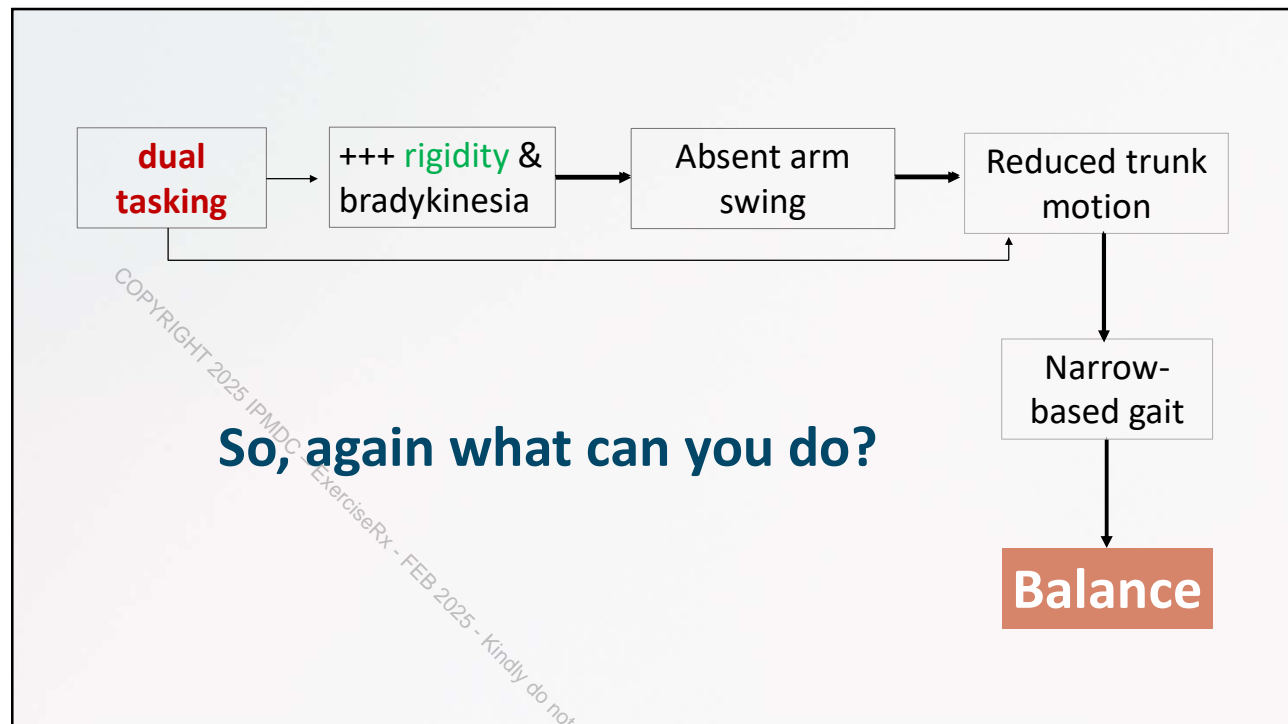 dual
tasking
+++ rigidity &
bradykinesia
Absent arm
swing
Reduced trunk
motion
Narrow-
based gait
So, again what can you do?
Balance
COPYRIGHT 2025 IPMDC – ExerciseRx - FEB 2025 - Kindly do not